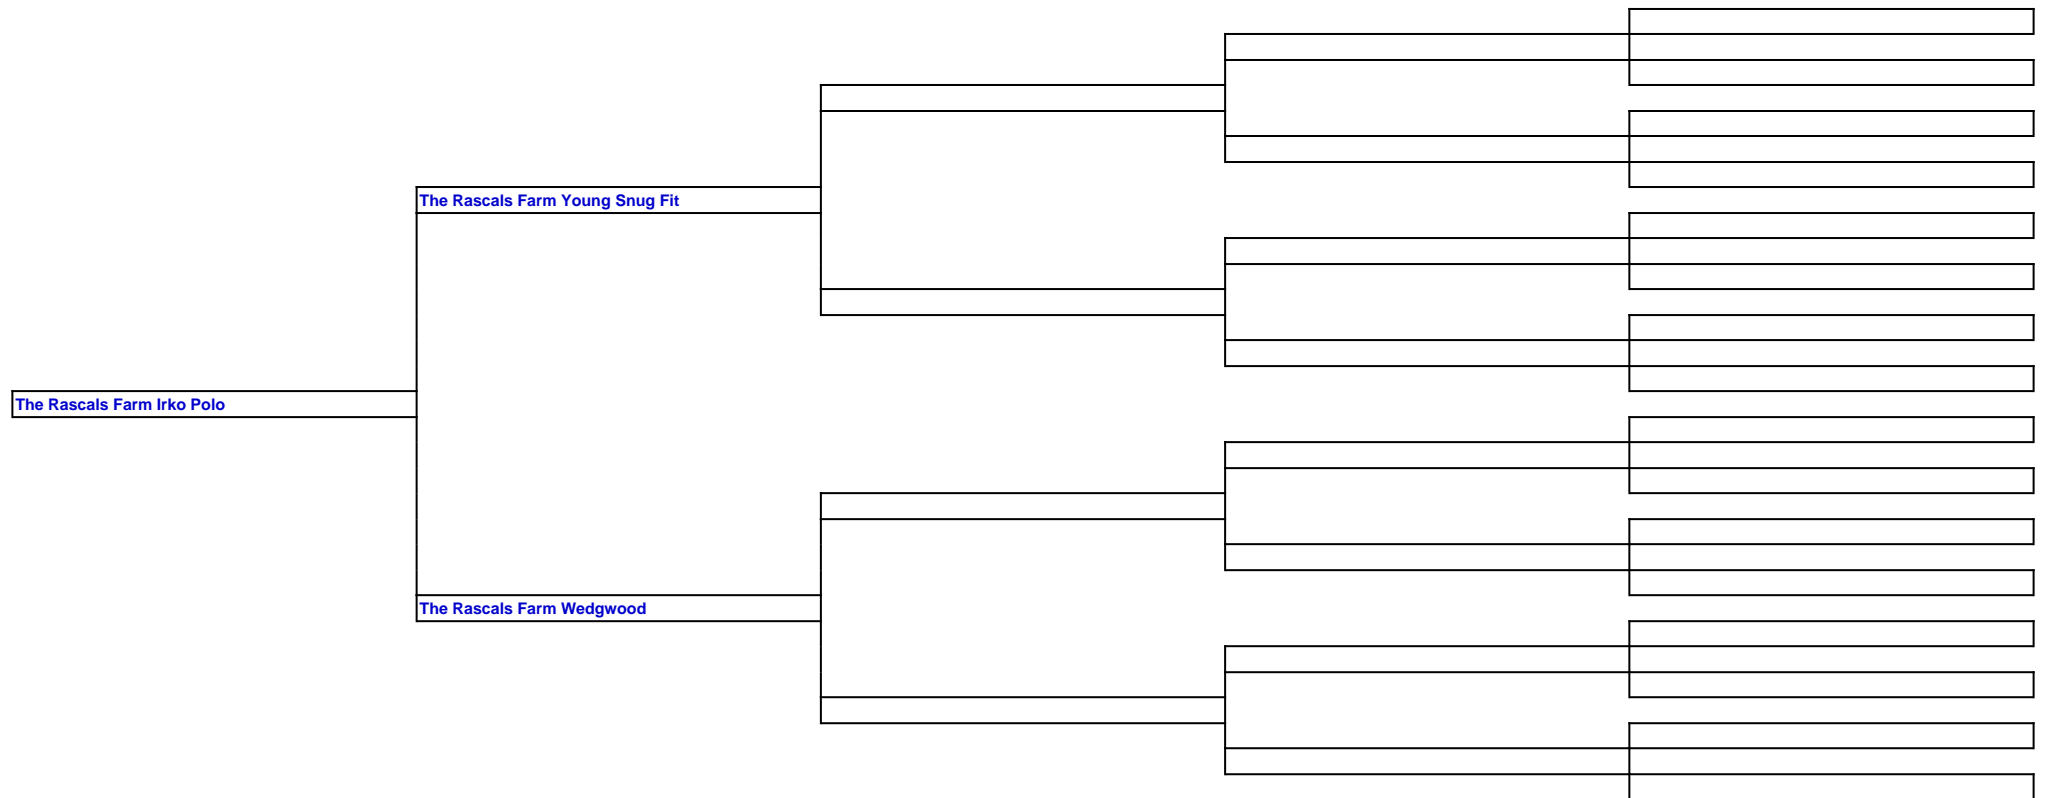 The Rascals Farm Young Snug Fit
The Rascals Farm Irko Polo
The Rascals Farm Wedgwood